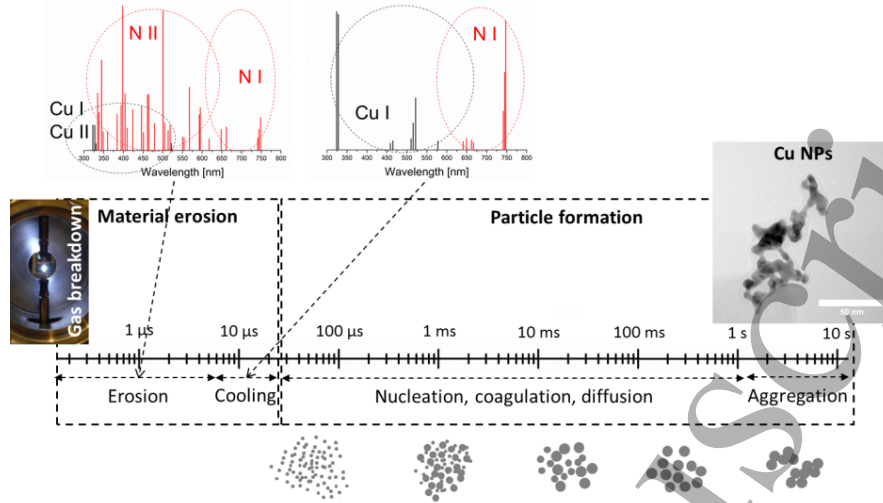 N II
N I
Cu I
Cu II
300 350 400 450 500 550 600 650 700 750 800
Wavelength [nm]
N I
Cu I
300 350 400 450 500 550 600 650 700 750 800
Wavelength [nm]
Cu NPs
50 nm
Gas breakdown
Material erosion
Particle formation
1 µs
10 µs
100 µs
1 ms
10 ms
100 ms
1 s
10 s
Erosion
Cooling
Nucleation, coagulation, diffusion
Aggregation